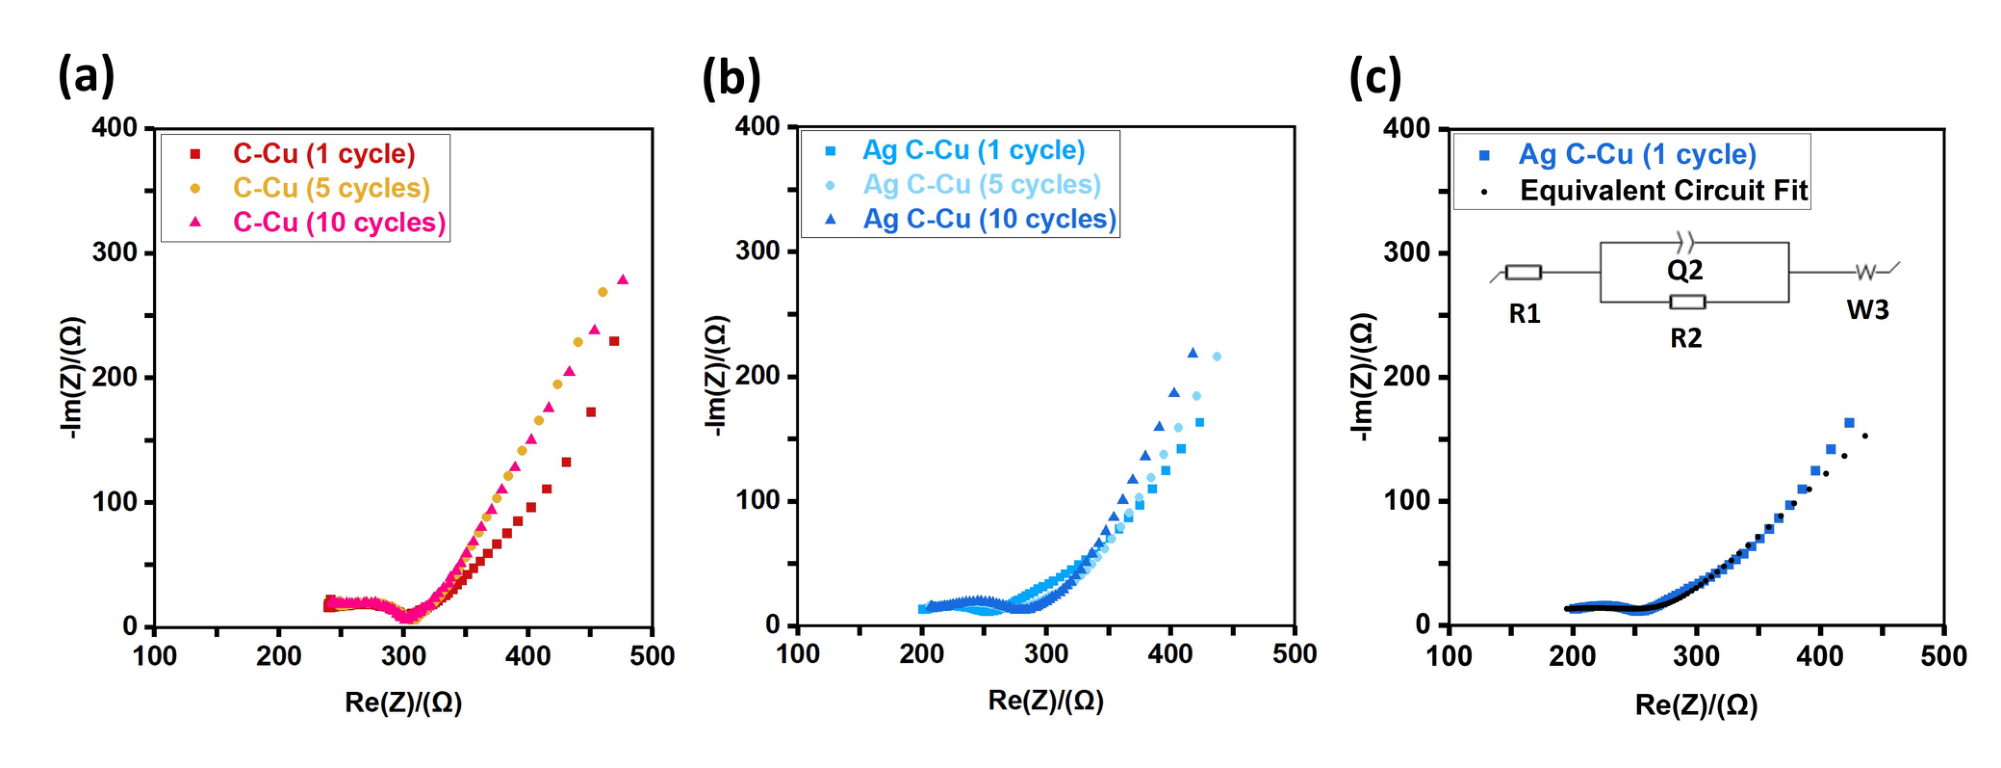 (a)
400
300
200
100
0
100
200
300
400
500
-Im(Z)/(Ω)
Re(Z)/(Ω)
C-Cu (1 cycle)
C-Cu (5 cycles)
C-Cu (10 cycles)
(b)
400
300
200
100
0
100
200
300
400
500
-Im(Z)/(Ω)
Re(Z)/(Ω)
Ag C-Cu (1 cycle)
Ag C-Cu (5 cycles)
Ag C-Cu (10 cycles)
(c)
400
300
200
100
0
100
200
300
400
500
-Im(Z)/(Ω)
Re(Z)/(Ω)
Ag C-Cu (1 cycle)
Equivalent Circuit Fit
Q2
R1
R2
W3